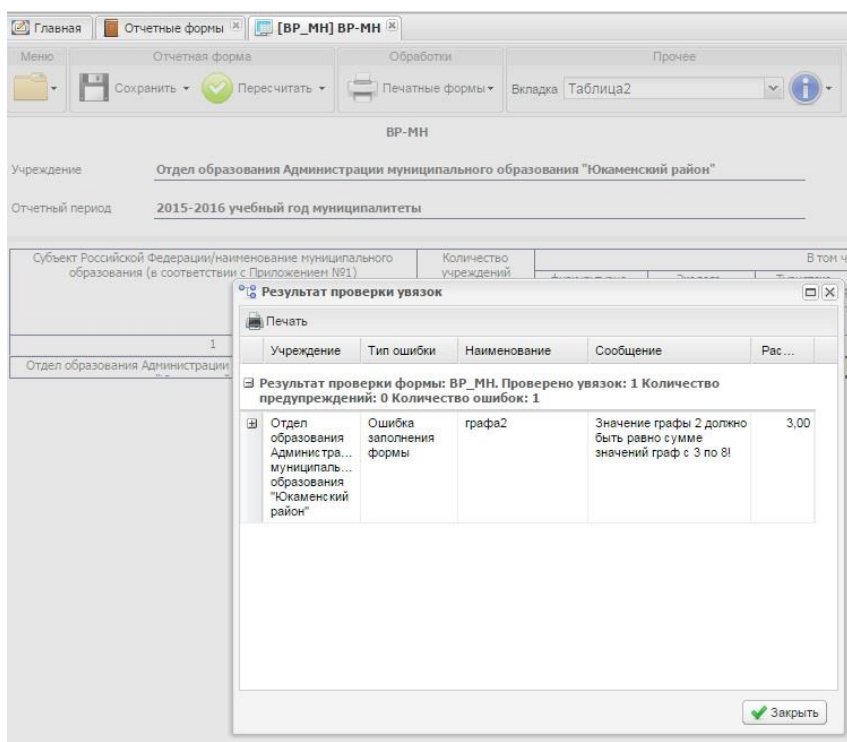 Главная Отчетные формы [ВР_МН] ВР-МН
Меню Отчетная форма Обработки Прочее
Сохранить Пересчитать Печатные формы Вкладка Таблица2
ВР-МН
Учреждение Отдел образования Администрации муниципального образования "Юкаменский район"
Отчетный период 2015-2016 учебный год муниципалитеты
Субъект Российской Федерации/наименование муниципального Количество В том ч
образования (в соответствии с Приложением №1) учреждений
Результат проверки увязок
Печать
1
Учреждение Тип ошибки Наименование Сообщение Рас...
Отдел образования Администрации
Результат проверки формы: ВР_МН. Проверено увязок: 1 Количество
предупреждений: 0 Количество ошибок: 1
Отдел Ошибка графа2 Значение графы 2 должно 3,00
образования заполнения быть равно сумме
Администра... формы значений граф с 3 по 8!
муниципаль...
образования
"Юкаменский
район"
Закрыть